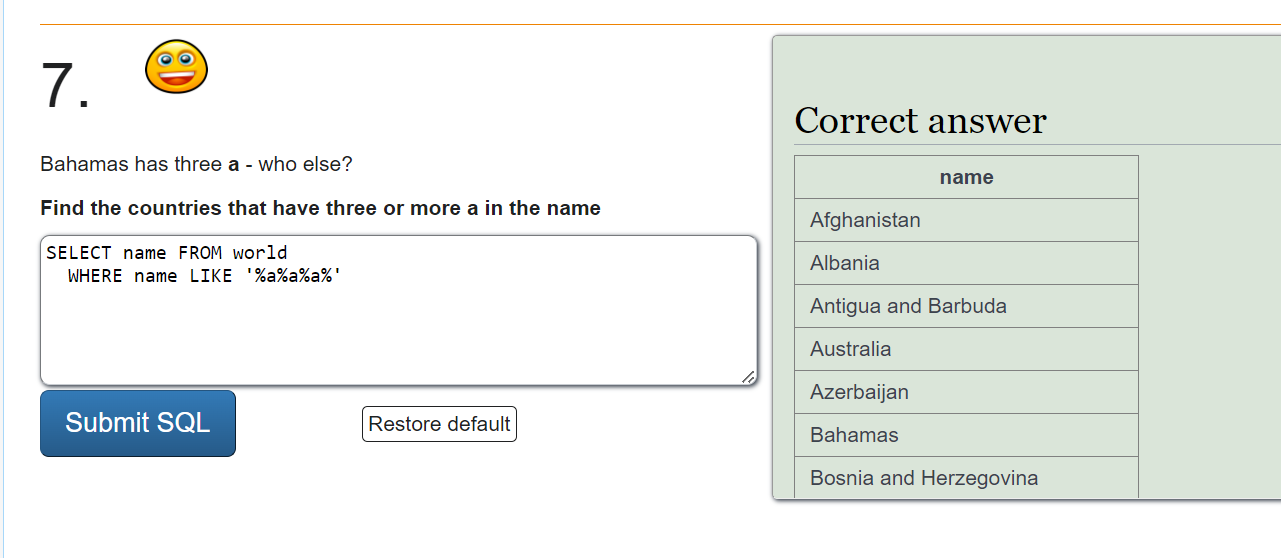 7.
Bahamas has three a - who else?
Find the countries that have three or more a in the name
SELECT name FROM world
WHERE name LIKE '%a%a%a%'
Submit SQL
Restore default
Correct answer
name
Afghanistan
Albania
Antigua and Barbuda
Australia
Azerbaijan
Bahamas
Bosnia and Herzegovina